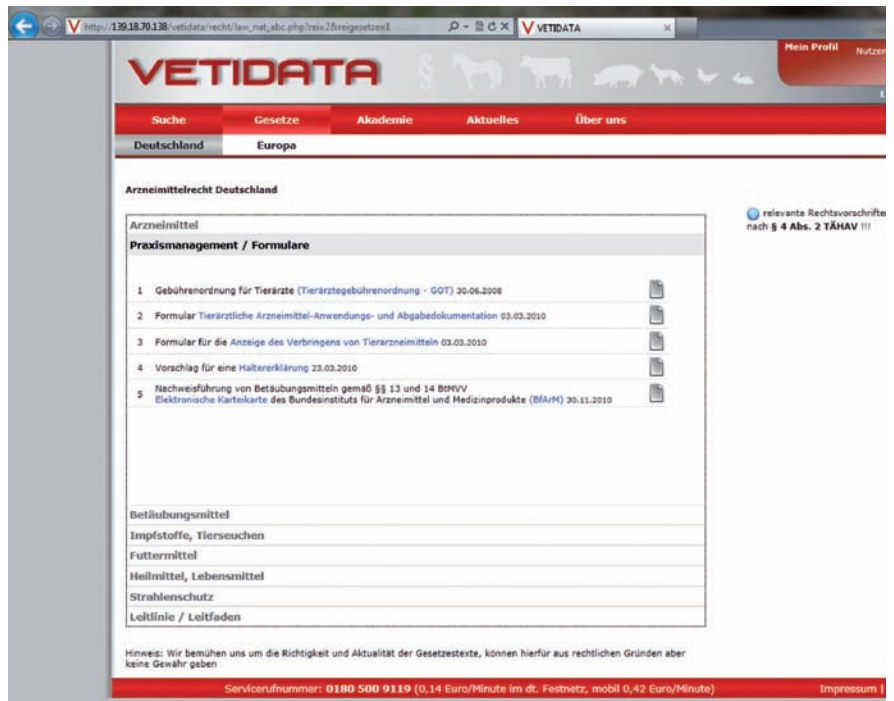 http://139.18.70.138/vetidata/recht/law_nat_abc.php?rei=2&reigesetze=1
VETIDATA
VETIDATA
§
Mein Profil
Nutzer
Suche Gesetze Akademie Aktuelles Über uns
Deutschland Europa
Arzneimittelrecht Deutschland
relevante Rechtsvorschrifte
nach § 4 Abs. 2 TÄHAV !!!
Arzneimittel
Praxismanagement / Formulare
1 Gebührenordnung für Tierärzte (Tierärztegebührenordnung - GOT) 30.06.2008
2 Formular Tierärztliche Arzneimittel-Anwendungs- und Abgabedokumentation 03.03.2010
3 Formular für die Anzeige des Verbringens von Tierarzneimitteln 03.03.2010
4 Vorschlag für eine Haltererklärung 23.03.2010
5 Nachweisführung von Betäubungsmitteln gemäß §§ 13 und 14 BtMVV
Elektronische Karteikarte des Bundesinstituts für Arzneimittel und Medizinprodukte (BfArM) 30.11.2010
Betäubungsmittel
Impfstoffe, Tierseuchen
Futtermittel
Heilmittel, Lebensmittel
Strahlenschutz
Leitlinie / Leitfaden
Hinweis: Wir bemühen uns um die Richtigkeit und Aktualität der Gesetzestexte, können hierfür aus rechtlichen Gründen aber
keine Gewähr geben
Servicerufnummer: 0180 500 9119 (0,14 Euro/Minute im dt. Festnetz, mobil 0,42 Euro/Minute)
Impressum |